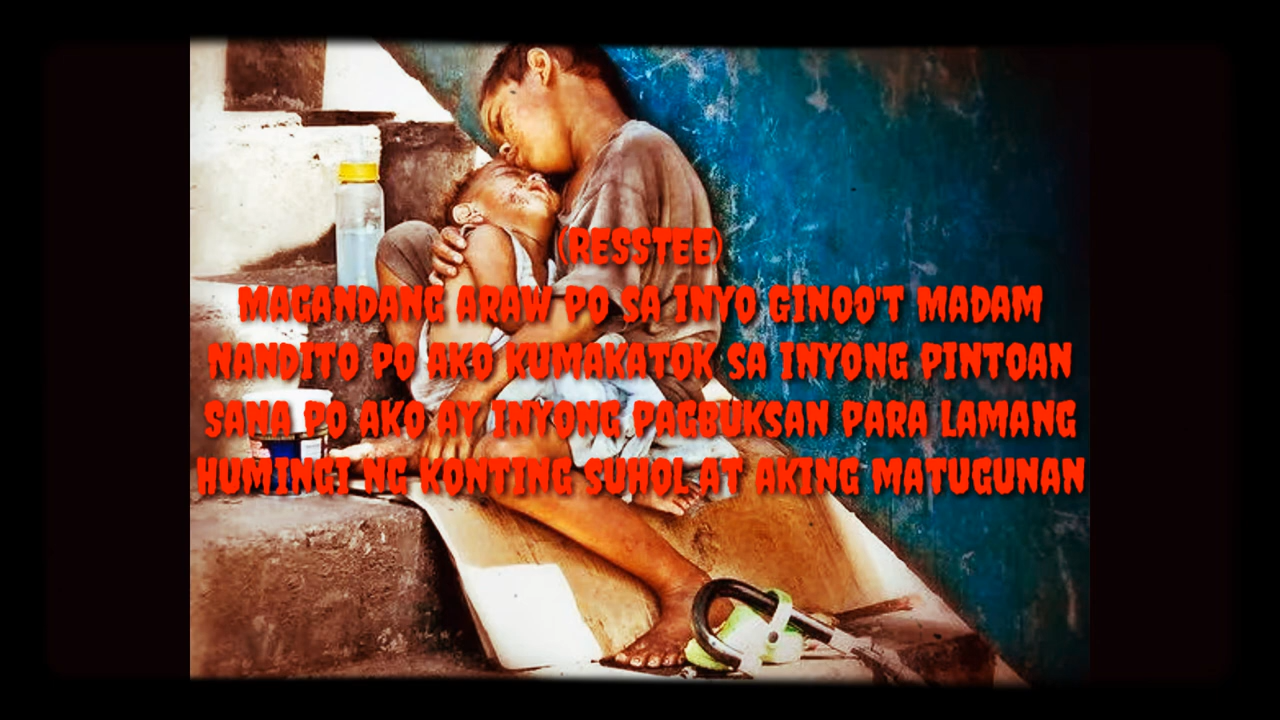 (RESSTEE)
MAGANDANG ARAW PO SA INYO GINOO'T MADAM
NANDITO PO AKO KUMAKATOK SA INYONG PINTOAN
SANA PO AKO AY INYONG PAGBUKSAN PARA LAMANG
HUMINGI NG KONTING SUHOL AT AKING MATUGUNAN